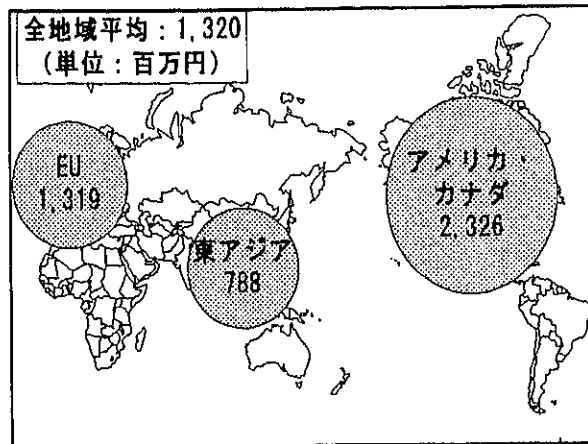 全地域平均：1,320
（単位：百万円）
EU
1,319
東アジア
788
アメリカ・
カナダ
2,326